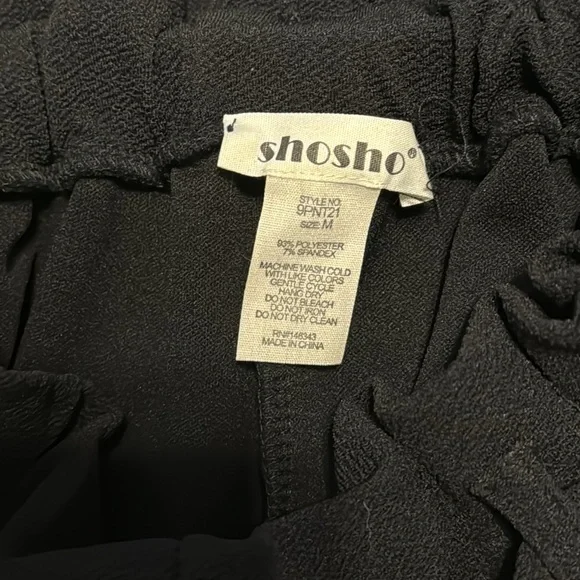 shosho®
STYLE NO:
9PNT21
SIZE: M
93% POLYESTER
7% SPANDEX
MACHINE WASH COLD
WITH LIKE COLORS
GENTLE CYCLE
HANG DRY
DO NOT BLEACH
DO NOT IRON
DO NOT DRY CLEAN
RN#148343
MADE IN CHINA